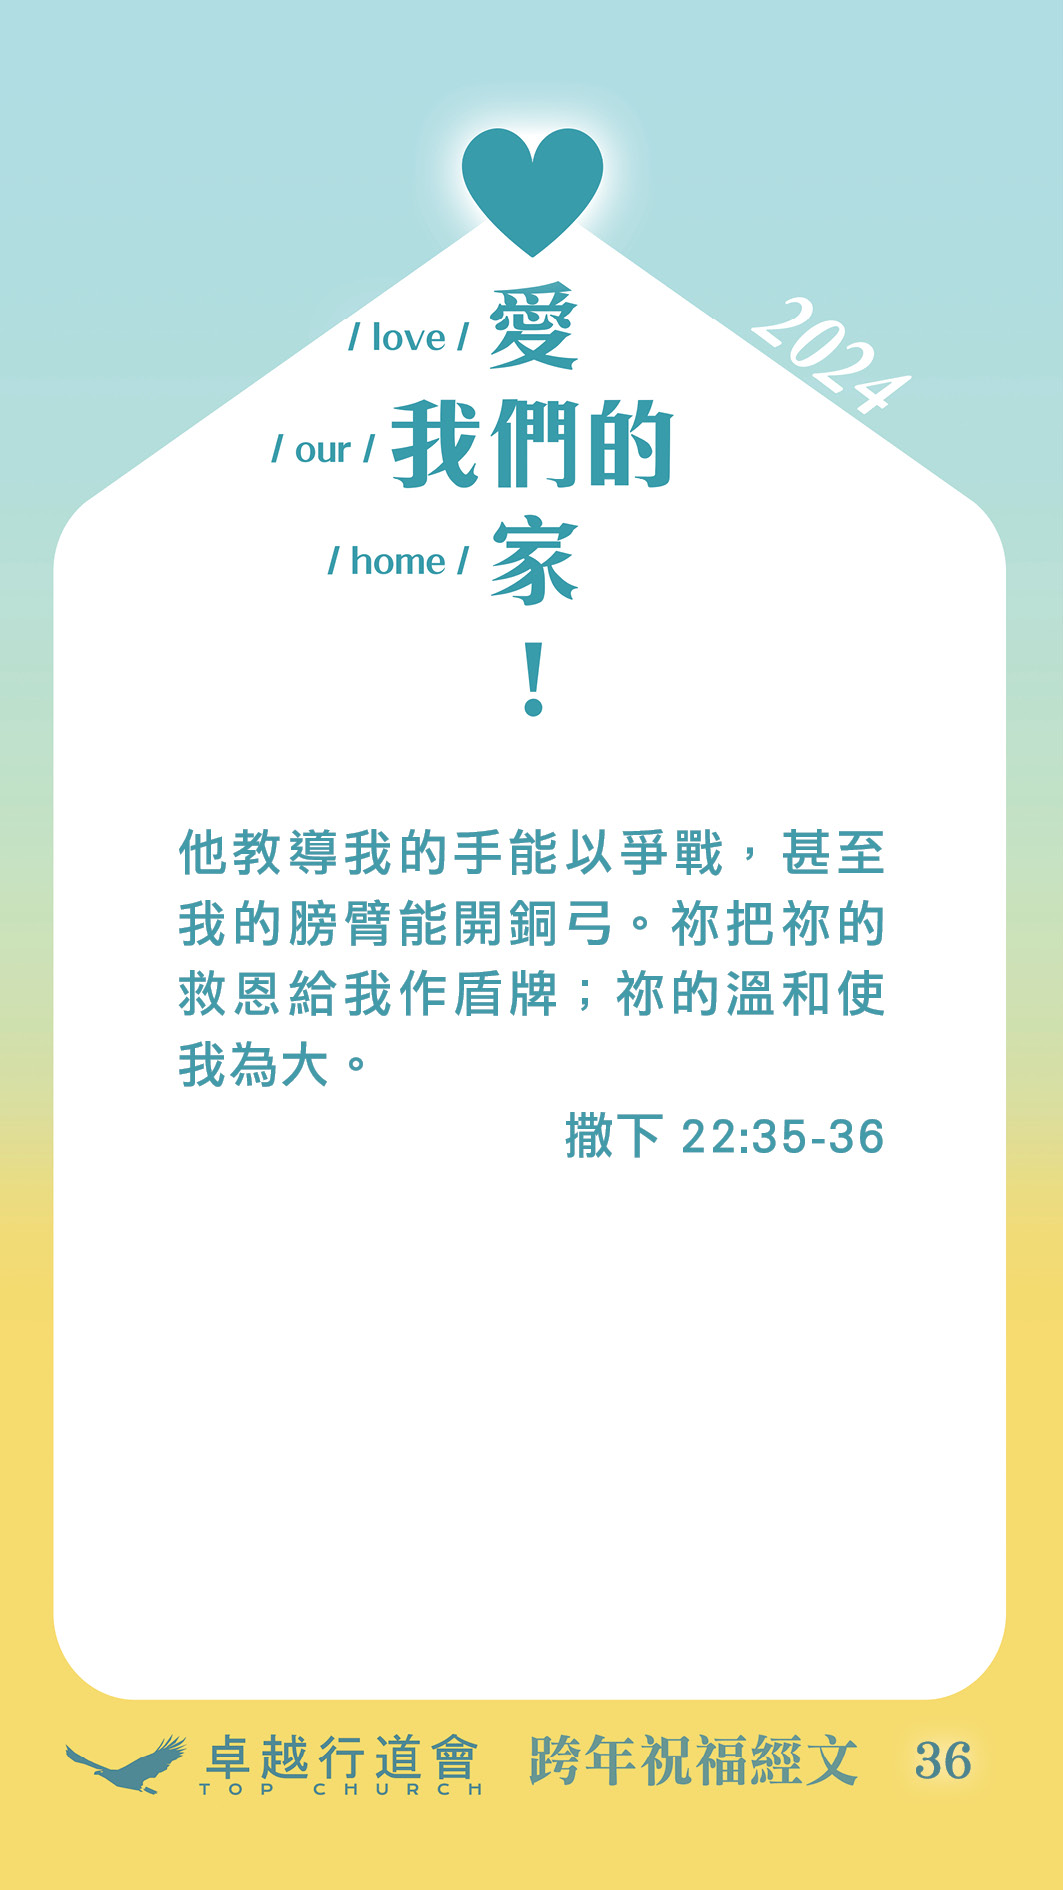 / love / 愛
2024
/ our / 我們的
/ home / 家
!
他教導我的手能以爭戰，甚至
我的膀臂能開銅弓。祢把祢的
救恩給我作盾牌；祢的溫和使
我為大。
撒下 22:35-36
卓越行道會
TOP CHURCH
跨年祝福經文 36